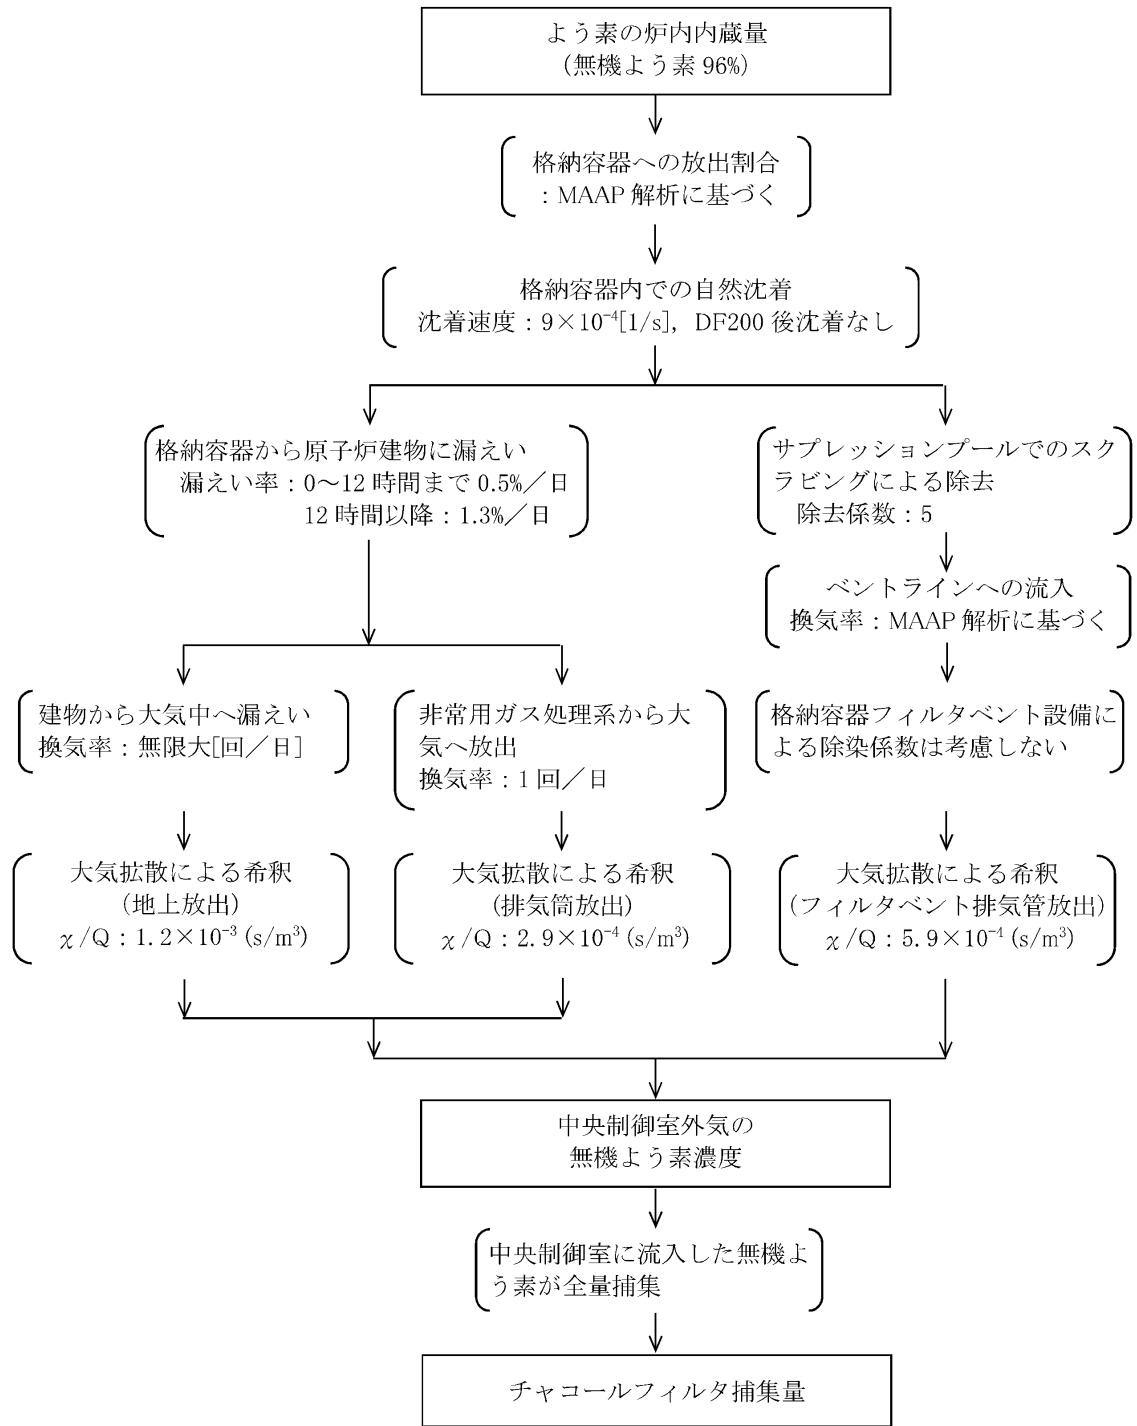 よう素の炉内内蔵量
(無機よう素 96%)
格納容器への放出割合
：MAAP 解析に基づく
格納容器内での自然沈着
沈着速度：9×10⁻⁴[1/s]，DF200 後沈着なし
格納容器から原子炉建物に漏えい
漏えい率：0～12 時間まで 0.5%／日
12 時間以降：1.3%／日
サプレッションプールでのスク
ラビングによる除去
除去係数：5
ベントラインへの流入
換気率：MAAP 解析に基づく
建物から大気中へ漏えい
換気率：無限大[回／日]
非常用ガス処理系から大
気へ放出
換気率：1 回／日
格納容器フィルタベント設備に
よる除染係数は考慮しない
大気拡散による希釈
(地上放出)
χ/Q：1.2×10⁻³ (s/m³)
大気拡散による希釈
(排気筒放出)
χ/Q：2.9×10⁻⁴ (s/m³)
大気拡散による希釈
(フィルタベント排気管放出)
χ/Q：5.9×10⁻⁴ (s/m³)
中央制御室外気の
無機よう素濃度
中央制御室に流入した無機よ
う素が全量捕集
チャコールフィルタ捕集量